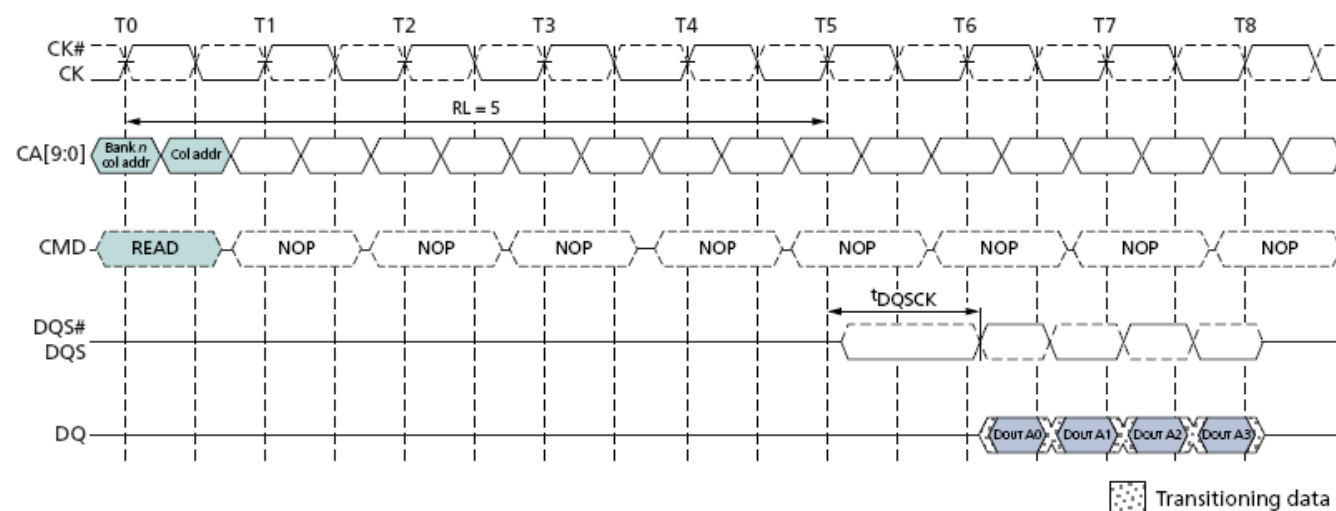 T0 T1 T2 T3 T4 T5 T6 T7 T8
CK#
CK
RL = 5
CA[9:0] Bank n col addr Col addr
CMD READ NOP NOP NOP NOP NOP NOP NOP NOP
tDQSCK
DQS#
DQS
DQ DOUT A0 DOUT A1 DOUT A2 DOUT A3
Transitioning data